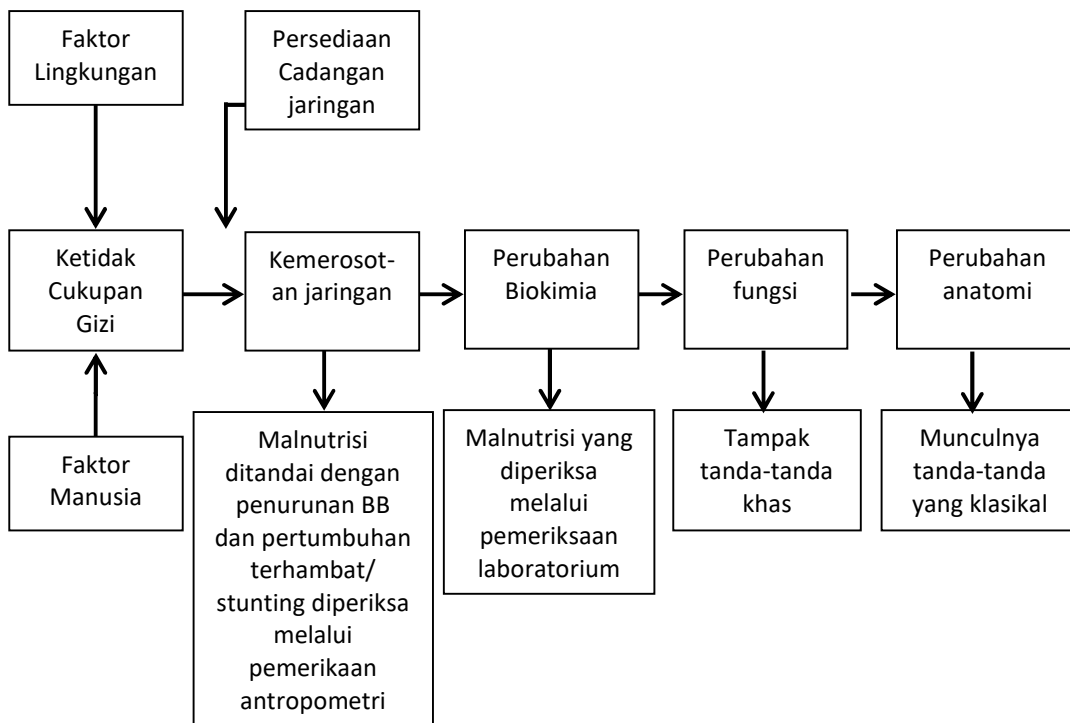 Faktor
Lingkungan
Persediaan
Cadangan
jaringan
Ketidak
Cukupan
Gizi
Kemerosot-
an jaringan
Perubahan
Biokimia
Perubahan
fungsi
Perubahan
anatomi
Faktor
Manusia
Malnutrisi
ditandai dengan
penurunan BB
dan pertumbuhan
terhambat/
stunting diperiksa
melalui
pemerikaan
antropometri
Malnutrisi yang
diperiksa
melalui
pemeriksaan
laboratorium
Tampak
tanda-tanda
khas
Munculnya
tanda-tanda
yang klasikal